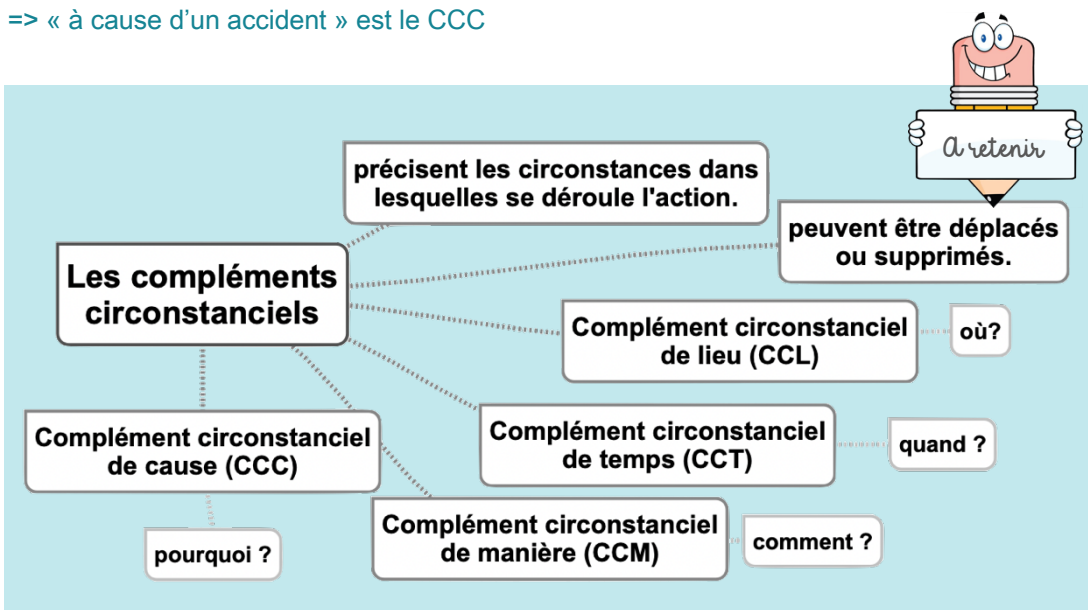 => « à cause d’un accident » est le CCC
A retenir
précisent les circonstances dans
lesquelles se déroule l'action.
peuvent être déplacés
ou supprimés.
Les compléments
circonstanciels
Complément circonstanciel
de lieu (CCL)
où?
Complément circonstanciel
de temps (CCT)
quand ?
Complément circonstanciel
de cause (CCC)
pourquoi ?
Complément circonstanciel
de manière (CCM)
comment ?